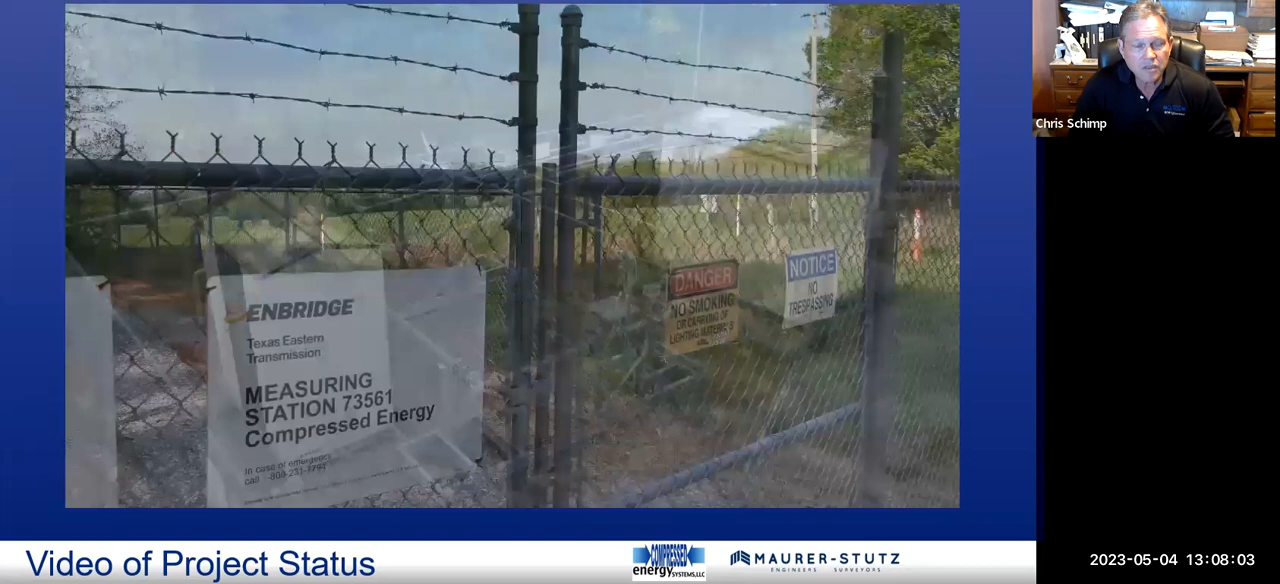 ENBRIDGE
Texas Eastern
Transmission
MEASURING
STATION 73561
Compressed Energy
In case of emergency
call
DANGER
NO SMOKING
OR CARRYING OF
LIGHTING MATERIALS
NOTICE
NO
TRESPASSING
Chris Schimp
Video of Project Status
COMPRESSED
energy SYSTEMS, LLC
MAURER-STUTZ
ENGINEERS SURVEYORS
2023-05-04 13:08:03